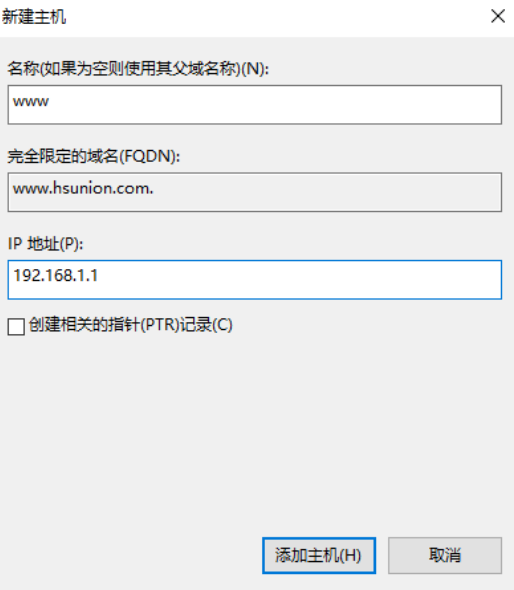 新建主机
名称(如果为空则使用其父域名称)(N):
www
完全限定的域名(FQDN):
www.hsunion.com.
IP 地址(P):
192.168.1.1
创建相关的指针(PTR)记录(C)
添加主机(H)
取消